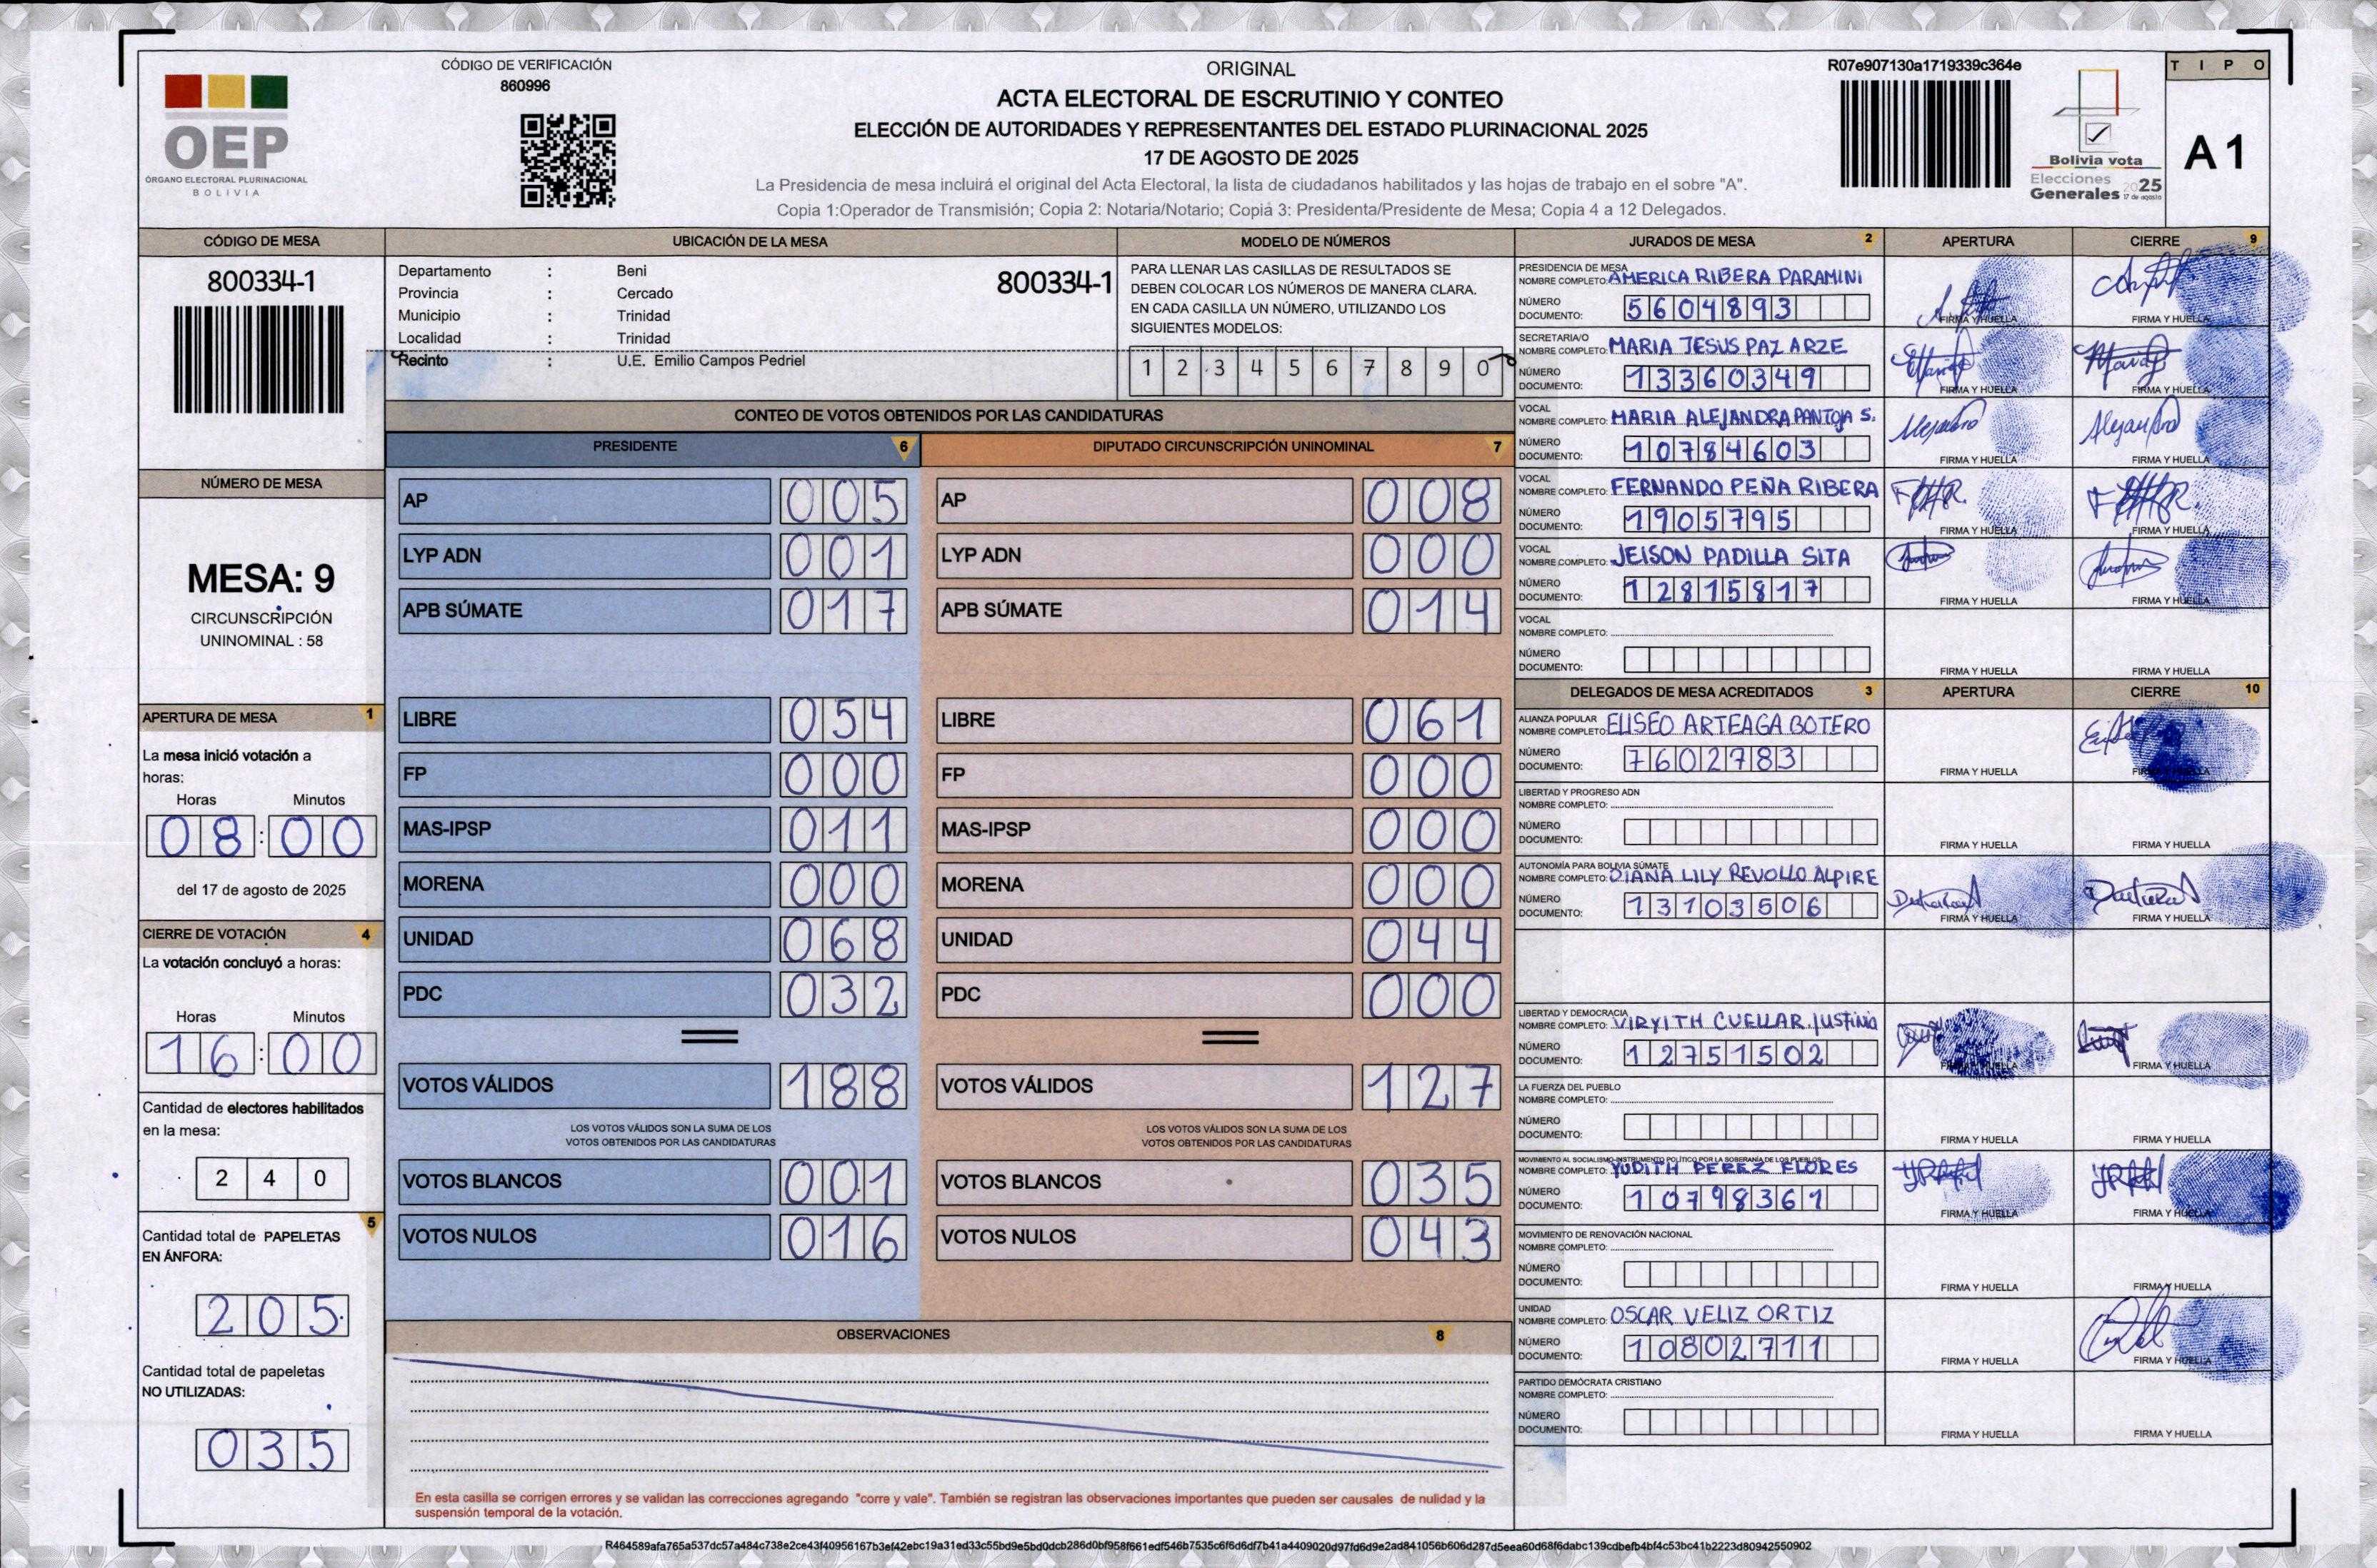 CÓDIGO DE VERIFICACIÓN
860996
OEP
ÓRGANO ELECTORAL PLURINACIONAL
BOLIVIA
ORIGINAL
ACTA ELECTORAL DE ESCRUTINIO Y CONTEO
ELECCIÓN DE AUTORIDADES Y REPRESENTANTES DEL ESTADO PLURINACIONAL 2025
17 DE AGOSTO DE 2025
La Presidencia de mesa incluirá el original del Acta Electoral, la lista de ciudadanos habilitados y las hojas de trabajo en el sobre "A".
Copia 1:Operador de Transmisión; Copia 2: Notaria/Notario; Copia 3: Presidenta/Presidente de Mesa; Copia 4 a 12 Delegados.
R07e907130a1719339c364e
Bolivia vota
Elecciones
Generales 2025
17 de agosto
TIPO
A 1
CÓDIGO DE MESA
800334-1
NÚMERO DE MESA
MESA: 9
CIRCUNSCRIPCIÓN
UNINOMINAL : 58
APERTURA DE MESA 1
La mesa inició votación a
horas:
Horas Minutos
08:00
del 17 de agosto de 2025
CIERRE DE VOTACIÓN 4
La votación concluyó a horas:
Horas Minutos
16:00
Cantidad de electores habilitados
en la mesa:
240
5
Cantidad total de PAPELETAS
EN ÁNFORA:
205
Cantidad total de papeletas
NO UTILIZADAS:
035
UBICACIÓN DE LA MESA
Departamento : Beni
800334-1
Provincia : Cercado
Municipio : Trinidad
Localidad : Trinidad
Recinto : U.E. Emilio Campos Pedriel
MODELO DE NÚMEROS
PARA LLENAR LAS CASILLAS DE RESULTADOS SE
DEBEN COLOCAR LOS NÚMEROS DE MANERA CLARA.
EN CADA CASILLA UN NÚMERO, UTILIZANDO LOS
SIGUIENTES MODELOS:
1 2 3 4 5 6 7 8 9 0
CONTEO DE VOTOS OBTENIDOS POR LAS CANDIDATURAS
PRESIDENTE 6
AP 005
LYP ADN 001
APB SÚMATE 017
LIBRE 054
FP 000
MAS-IPSP 011
MORENA 000
UNIDAD 068
PDC 032
VOTOS VÁLIDOS 188
LOS VOTOS VÁLIDOS SON LA SUMA DE LOS
VOTOS OBTENIDOS POR LAS CANDIDATURAS
VOTOS BLANCOS 001
VOTOS NULOS 016
DIPUTADO CIRCUNSCRIPCIÓN UNINOMINAL 7
AP 008
LYP ADN 000
APB SÚMATE 014
LIBRE 061
FP 000
MAS-IPSP 000
MORENA 000
UNIDAD 044
PDC 000
VOTOS VÁLIDOS 127
LOS VOTOS VÁLIDOS SON LA SUMA DE LOS
VOTOS OBTENIDOS POR LAS CANDIDATURAS
VOTOS BLANCOS 035
VOTOS NULOS 043
OBSERVACIONES 8
En esta casilla se corrigen errores y se validan las correcciones agregando "corre y vale". También se registran las observaciones importantes que pueden ser causales de nulidad y la
suspensión temporal de la votación.
JURADOS DE MESA 2 APERTURA CIERRE 9
PRESIDENCIA DE MESA
NOMBRE COMPLETO: AMERICA RIBERA PARAMINI
NÚMERO
DOCUMENTO: 5604893
FIRMA Y HUELLA FIRMA Y HUELLA
SECRETARIA/O
NOMBRE COMPLETO: MARIA JESUS PAZ ARZE
NÚMERO
DOCUMENTO: 13360349
FIRMA Y HUELLA FIRMA Y HUELLA
VOCAL
NOMBRE COMPLETO: MARIA ALEJANDRA PANTOJA S.
NÚMERO
DOCUMENTO: 10784603
FIRMA Y HUELLA FIRMA Y HUELLA
VOCAL
NOMBRE COMPLETO: FERNANDO PEÑA RIBERA
NÚMERO
DOCUMENTO: 1905795
FIRMA Y HUELLA FIRMA Y HUELLA
VOCAL
NOMBRE COMPLETO: JEISON PADILLA SITA
NÚMERO
DOCUMENTO: 12815817
FIRMA Y HUELLA FIRMA Y HUELLA
VOCAL
NOMBRE COMPLETO:
NÚMERO
DOCUMENTO:
FIRMA Y HUELLA FIRMA Y HUELLA
DELEGADOS DE MESA ACREDITADOS 3 APERTURA CIERRE 10
ALIANZA POPULAR
NOMBRE COMPLETO: ELISEO ARTEAGA BOTERO
NÚMERO
DOCUMENTO: 7602783
FIRMA Y HUELLA FIRMA Y HUELLA
LIBERTAD Y PROGRESO ADN
NOMBRE COMPLETO:
NÚMERO
DOCUMENTO:
FIRMA Y HUELLA FIRMA Y HUELLA
AUTONOMÍA PARA BOLIVIA SÚMATE
NOMBRE COMPLETO: DIANA LILY REVOLLO ALPIRE
NÚMERO
DOCUMENTO: 13103506
FIRMA Y HUELLA FIRMA Y HUELLA
LIBERTAD Y DEMOCRACIA
NOMBRE COMPLETO: VIRYITH CUELLAR JUSTINIA
NÚMERO
DOCUMENTO: 12751502
FIRMA Y HUELLA FIRMA Y HUELLA
LA FUERZA DEL PUEBLO
NOMBRE COMPLETO:
NÚMERO
DOCUMENTO:
FIRMA Y HUELLA FIRMA Y HUELLA
MOVIMIENTO AL SOCIALISMO-INSTRUMENTO POLÍTICO POR LA SOBERANÍA DE LOS PUEBLOS
NOMBRE COMPLETO: YUDITH PEREZ FLORES
NÚMERO
DOCUMENTO: 10798361
FIRMA Y HUELLA FIRMA Y HUELLA
MOVIMIENTO DE RENOVACIÓN NACIONAL
NOMBRE COMPLETO:
NÚMERO
DOCUMENTO:
FIRMA Y HUELLA FIRMA Y HUELLA
UNIDAD
NOMBRE COMPLETO: OSCAR VELIZ ORTIZ
NÚMERO
DOCUMENTO: 10802711
FIRMA Y HUELLA FIRMA Y HUELLA
PARTIDO DEMÓCRATA CRISTIANO
NOMBRE COMPLETO:
NÚMERO
DOCUMENTO:
FIRMA Y HUELLA FIRMA Y HUELLA